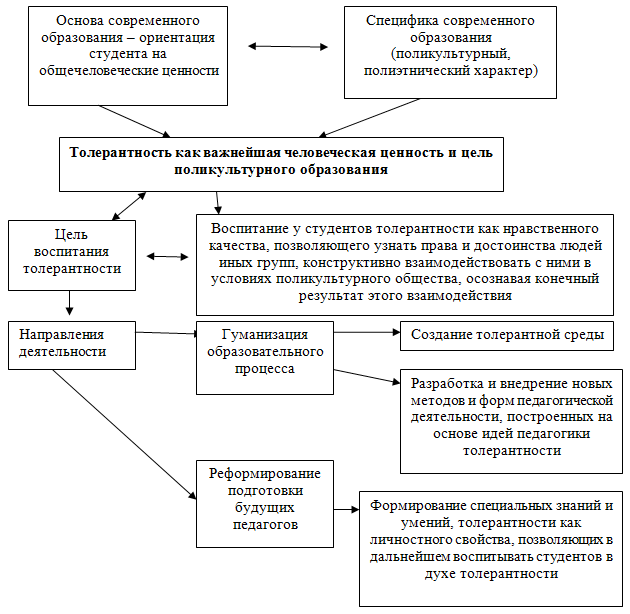 Основа современного
образования – ориентация
студента на
общечеловеческие ценности
Специфика современного
образования
(поликультурный,
полиэтнический характер)
Толерантность как важнейшая человеческая ценность и цель
поликультурного образования
Цель
воспитания
толерантности
Воспитание у студентов толерантности как нравственного
качества, позволяющего узнать права и достоинства людей
иных групп, конструктивно взаимодействовать с ними в
условиях поликультурного общества, осознавая конечный
результат этого взаимодействия
Направления
деятельности
Гуманизация
образовательного
процесса
Создание толерантной среды
Разработка и внедрение новых
методов и форм педагогической
деятельности, построенных на
основе идей педагогики
толерантности
Реформирование
подготовки
будущих
педагогов
Формирование специальных знаний и
умений, толерантности как
личностного свойства, позволяющих в
дальнейшем воспитывать студентов в
духе толерантности